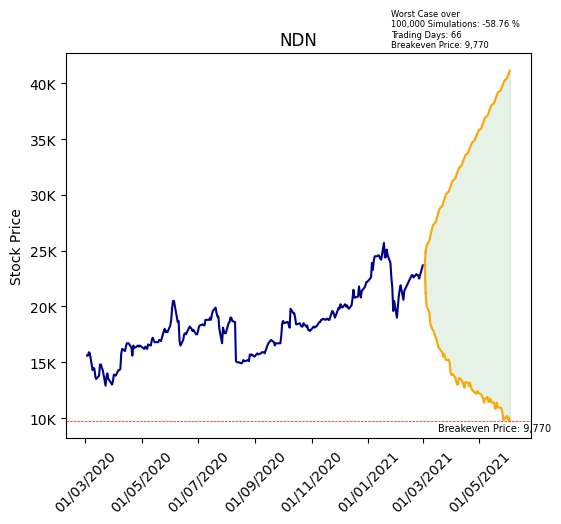 Worst Case over
100,000 Simulations: -58.76 %
Trading Days: 66
Breakeven Price: 9,770
NDN
Stock Price
40K
35K
30K
25K
20K
15K
10K
Breakeven Price: 9,770
01/03/2020
01/05/2020
01/07/2020
01/09/2020
01/11/2020
01/01/2021
01/03/2021
01/05/2021